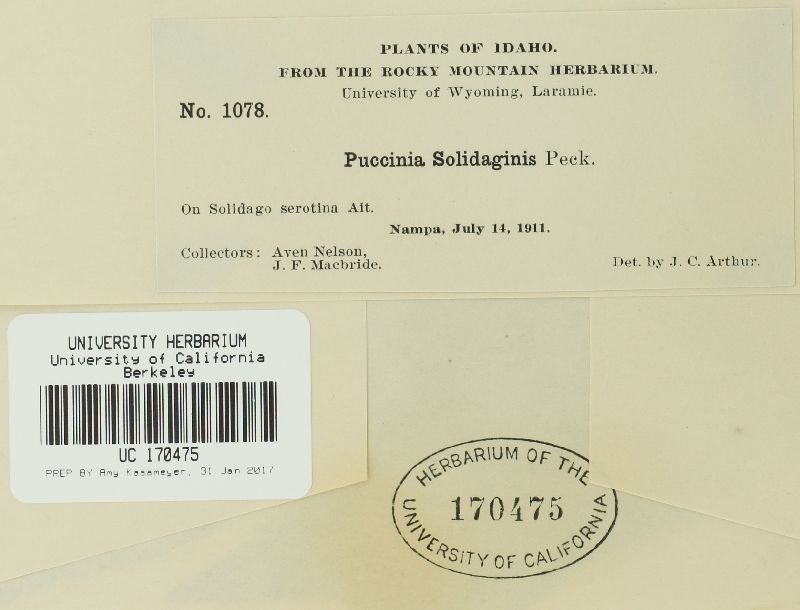 PLANTS OF IDAHO.
FROM THE ROCKY MOUNTAIN HERBARIUM.
University of Wyoming, Laramie.
No. 1078.
Puccinia Solidaginis Peck.
On Solidago serotina Ait.
Nampa, July 14, 1911.
Collectors: Aven Nelson,
J. F. Macbride.
Det. by J. C. Arthur.
UNIVERSITY HERBARIUM
University of California
Berkeley
UC 170475
PREP BY Amy Kasameyer, 31 Jan 2017
HERBARIUM OF THE
170475
UNIVERSITY OF CALIFORNIA